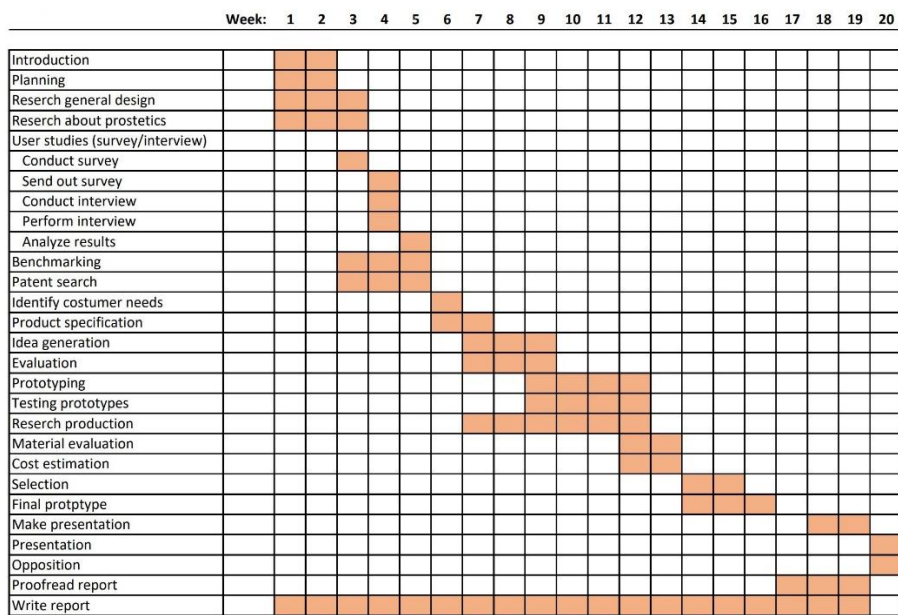 Week: 1 2 3 4 5 6 7 8 9 10 11 12 13 14 15 16 17 18 19 20
Introduction
Planning
Reserch general design
Reserch about prostetics
User studies (survey/interview)
Conduct survey
Send out survey
Conduct interview
Perform interview
Analyze results
Benchmarking
Patent search
Identify costumer needs
Product specification
Idea generation
Evaluation
Prototyping
Testing prototypes
Reserch production
Material evaluation
Cost estimation
Selection
Final protptype
Make presentation
Presentation
Opposition
Proofread report
Write report